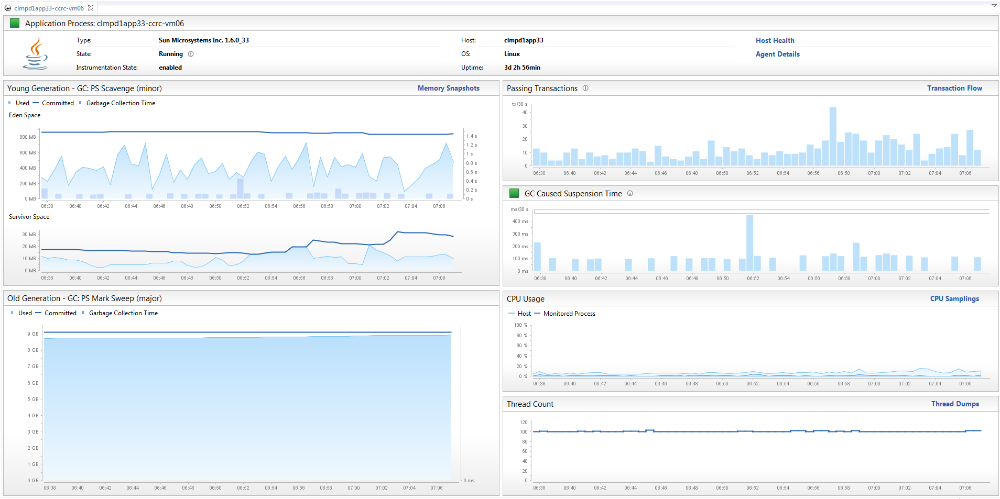 clmpd1app33-ccrc-vm06
Application Process: clmpd1app33-ccrc-vm06
Type: Sun Microsystems Inc. 1.6.0_33
State: Running
Instrumentation State: enabled
Host: clmpd1app33
OS: Linux
Uptime: 3d 2h 56min
Host Health
Agent Details
Young Generation - GC: PS Scavenge (minor) Memory Snapshots
Used Committed Garbage Collection Time
Eden Space
800 MB
600 MB
400 MB
200 MB
0 MB
1.4 s
1.2 s
1 s
0.8 s
0.6 s
0.4 s
0.2 s
0 s
06:38 06:40 06:42 06:44 06:46 06:48 06:50 06:52 06:54 06:56 06:58 07:00 07:02 07:04 07:06
Survivor Space
30 MB
20 MB
10 MB
0 MB
06:38 06:40 06:42 06:44 06:46 06:48 06:50 06:52 06:54 06:56 06:58 07:00 07:02 07:04 07:06
Old Generation - GC: PS Mark Sweep (major)
Used Committed Garbage Collection Time
9 GB
8 GB
7 GB
6 GB
5 GB
4 GB
3 GB
2 GB
1 GB
0 GB
0 ms
06:38 06:40 06:42 06:44 06:46 06:48 06:50 06:52 06:54 06:56 06:58 07:00 07:02 07:04 07:06
Passing Transactions Transaction Flow
tx/30 s
40
30
20
10
0
06:38 06:40 06:42 06:44 06:46 06:48 06:50 06:52 06:54 06:56 06:58 07:00 07:02 07:04 07:06
GC Caused Suspension Time
ms/30 s
400 ms
300 ms
200 ms
100 ms
0 ms
06:38 06:40 06:42 06:44 06:46 06:48 06:50 06:52 06:54 06:56 06:58 07:00 07:02 07:04 07:06
CPU Usage CPU Samplings
Host Monitored Process
100 %
80 %
60 %
40 %
20 %
0 %
06:38 06:40 06:42 06:44 06:46 06:48 06:50 06:52 06:54 06:56 06:58 07:00 07:02 07:04 07:06
Thread Count Thread Dumps
120
100
80
60
40
20
0
06:38 06:40 06:42 06:44 06:46 06:48 06:50 06:52 06:54 06:56 06:58 07:00 07:02 07:04 07:06